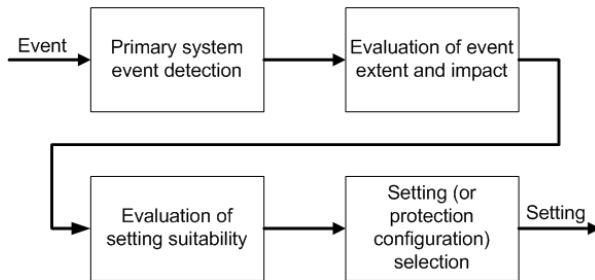 Event
Primary system
event detection
Evaluation of event
extent and impact
Evaluation of
setting suitability
Setting (or
protection
configuration)
selection
Setting